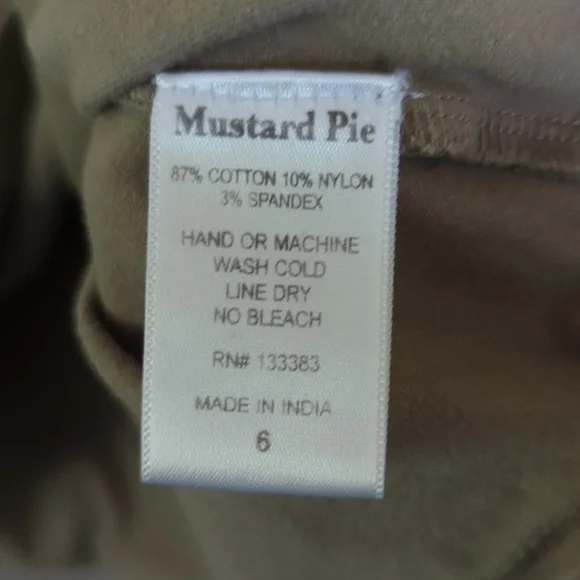 Mustard Pie
87% COTTON 10% NYLON
3% SPANDEX
HAND OR MACHINE
WASH COLD
LINE DRY
NO BLEACH
RN# 133383
MADE IN INDIA
6